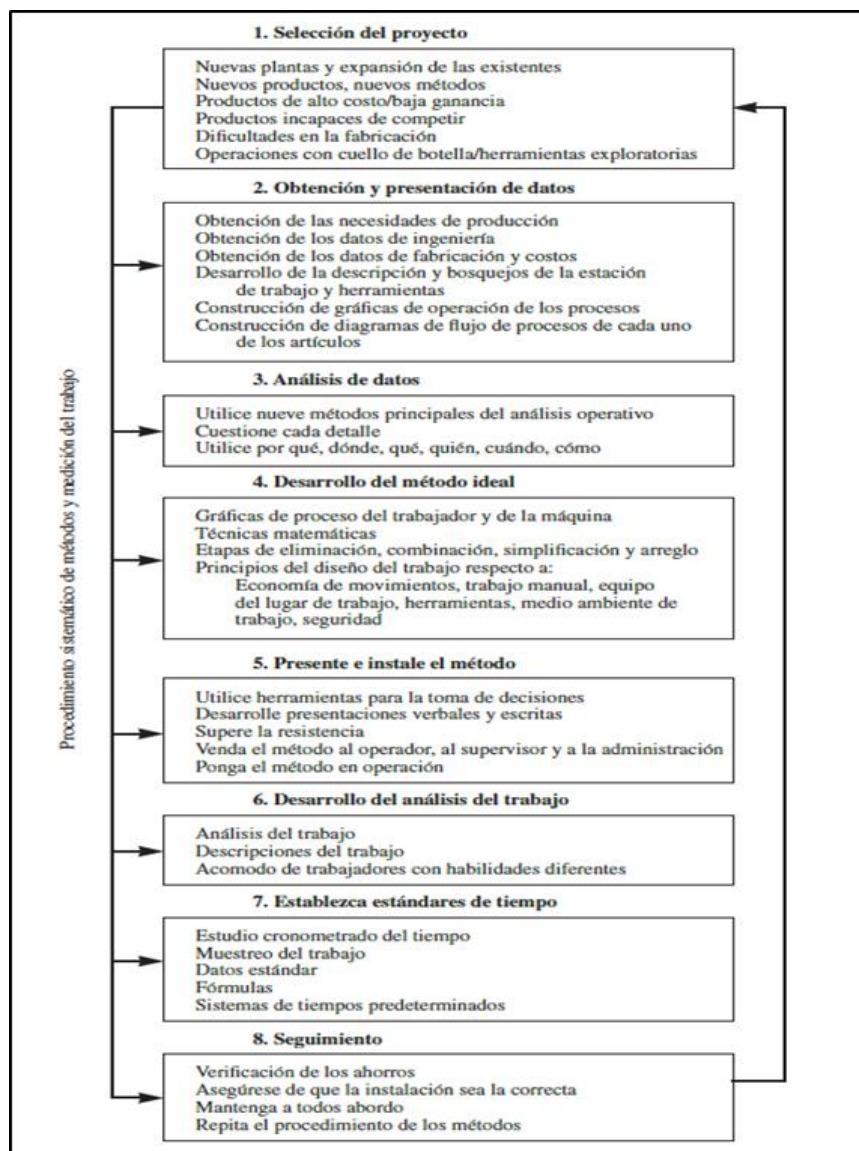 1. Selección del proyecto
Nuevas plantas y expansión de las existentes
Nuevos productos, nuevos métodos
Productos de alto costo/baja ganancia
Productos incapaces de competir
Dificultades en la fabricación
Operaciones con cuello de botella/herramientas exploratorias
2. Obtención y presentación de datos
Obtención de las necesidades de producción
Obtención de los datos de ingeniería
Obtención de los datos de fabricación y costos
Desarrollo de la descripción y bosquejos de la estación
de trabajo y herramientas
Construcción de gráficas de operación de los procesos
Construcción de diagramas de flujo de procesos de cada uno
de los artículos
3. Análisis de datos
Utilice nueve métodos principales del análisis operativo
Cuestione cada detalle
Utilice por qué, dónde, qué, quién, cuándo, cómo
4. Desarrollo del método ideal
Gráficas de proceso del trabajador y de la máquina
Técnicas matemáticas
Etapas de eliminación, combinación, simplificación y arreglo
Principios del diseño del trabajo respecto a:
Economía de movimientos, trabajo manual, equipo
del lugar de trabajo, herramientas, medio ambiente de
trabajo, seguridad
5. Presente e instale el método
Utilice herramientas para la toma de decisiones
Desarrolle presentaciones verbales y escritas
Supere la resistencia
Venda el método al operador, al supervisor y a la administración
Ponga el método en operación
6. Desarrollo del análisis del trabajo
Análisis del trabajo
Descripciones del trabajo
Acomodo de trabajadores con habilidades diferentes
7. Establezca estándares de tiempo
Estudio cronometrado del tiempo
Muestreo del trabajo
Datos estándar
Fórmulas
Sistemas de tiempos predeterminados
8. Seguimiento
Verificación de los ahorros
Asegúrese de que la instalación sea la correcta
Mantenga a todos abordo
Repita el procedimiento de los métodos
Procedimiento sistemático de métodos y medición del trabajo